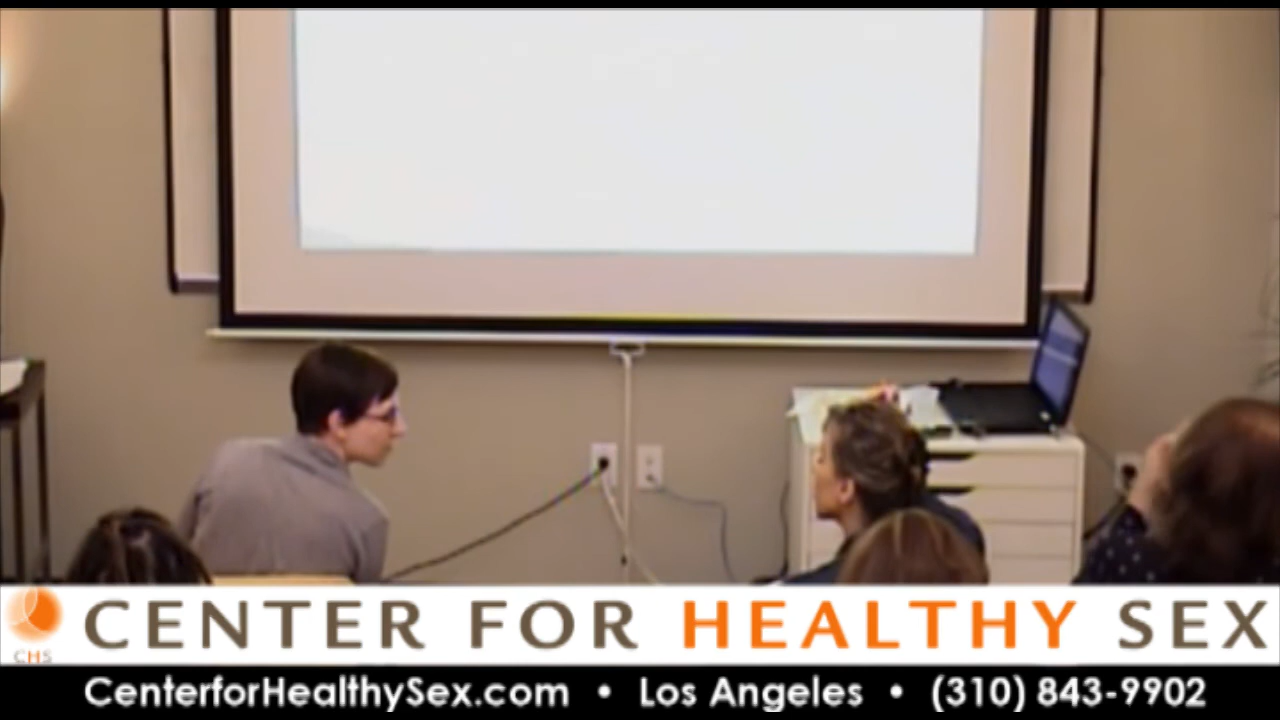 CENTER FOR HEALTHY SEX
CHS
CenterforHealthySex.com • Los Angeles • (310) 843-9902